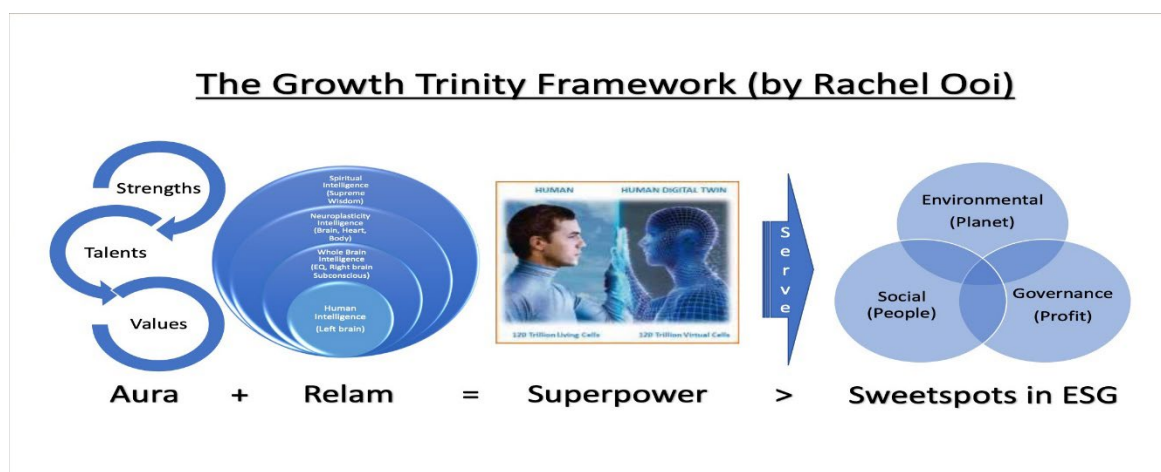 The Growth Trinity Framework (by Rachel Ooi)
Strengths
Talents
Values
Spiritual
Intelligence
(Supreme
Wisdom)
Neuroplasticity
Intelligence
(Brain, Heart,
Body)
Whole Brain
Intelligence
(EQ, Right brain
Subconscious)
Human
Intelligence
(Left brain)
HUMAN
HUMAN DIGITAL TWIN
120 Trillion Living Cells
120 Trillion Virtual Cells
Serve
Environmental
(Planet)
Social
(People)
Governance
(Profit)
Aura + Relam = Superpower > Sweetspots in ESG